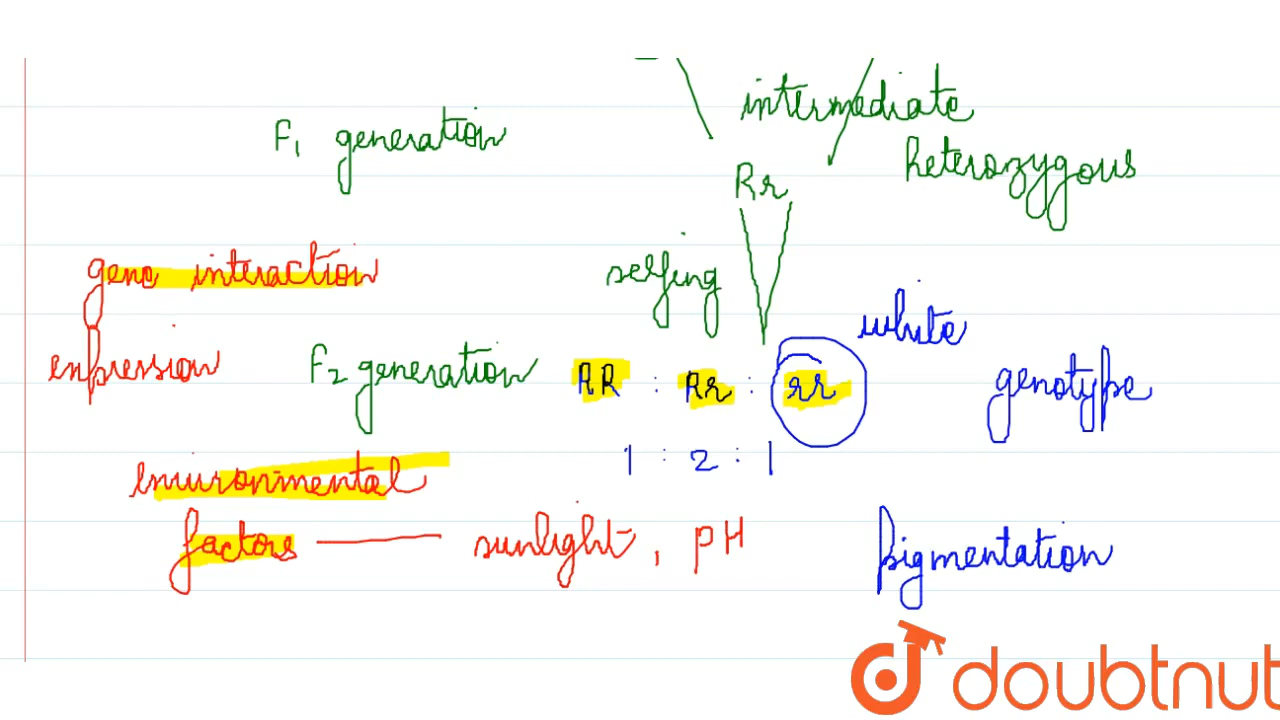 intermediate
F1 generation
heterozygous
Rr
gene interaction
selfing
white
expression
F2 generation RR : Rr : rr
genotype
1 : 2 : 1
environmental
factors — sunlight, PH
pigmentation
doubtnut